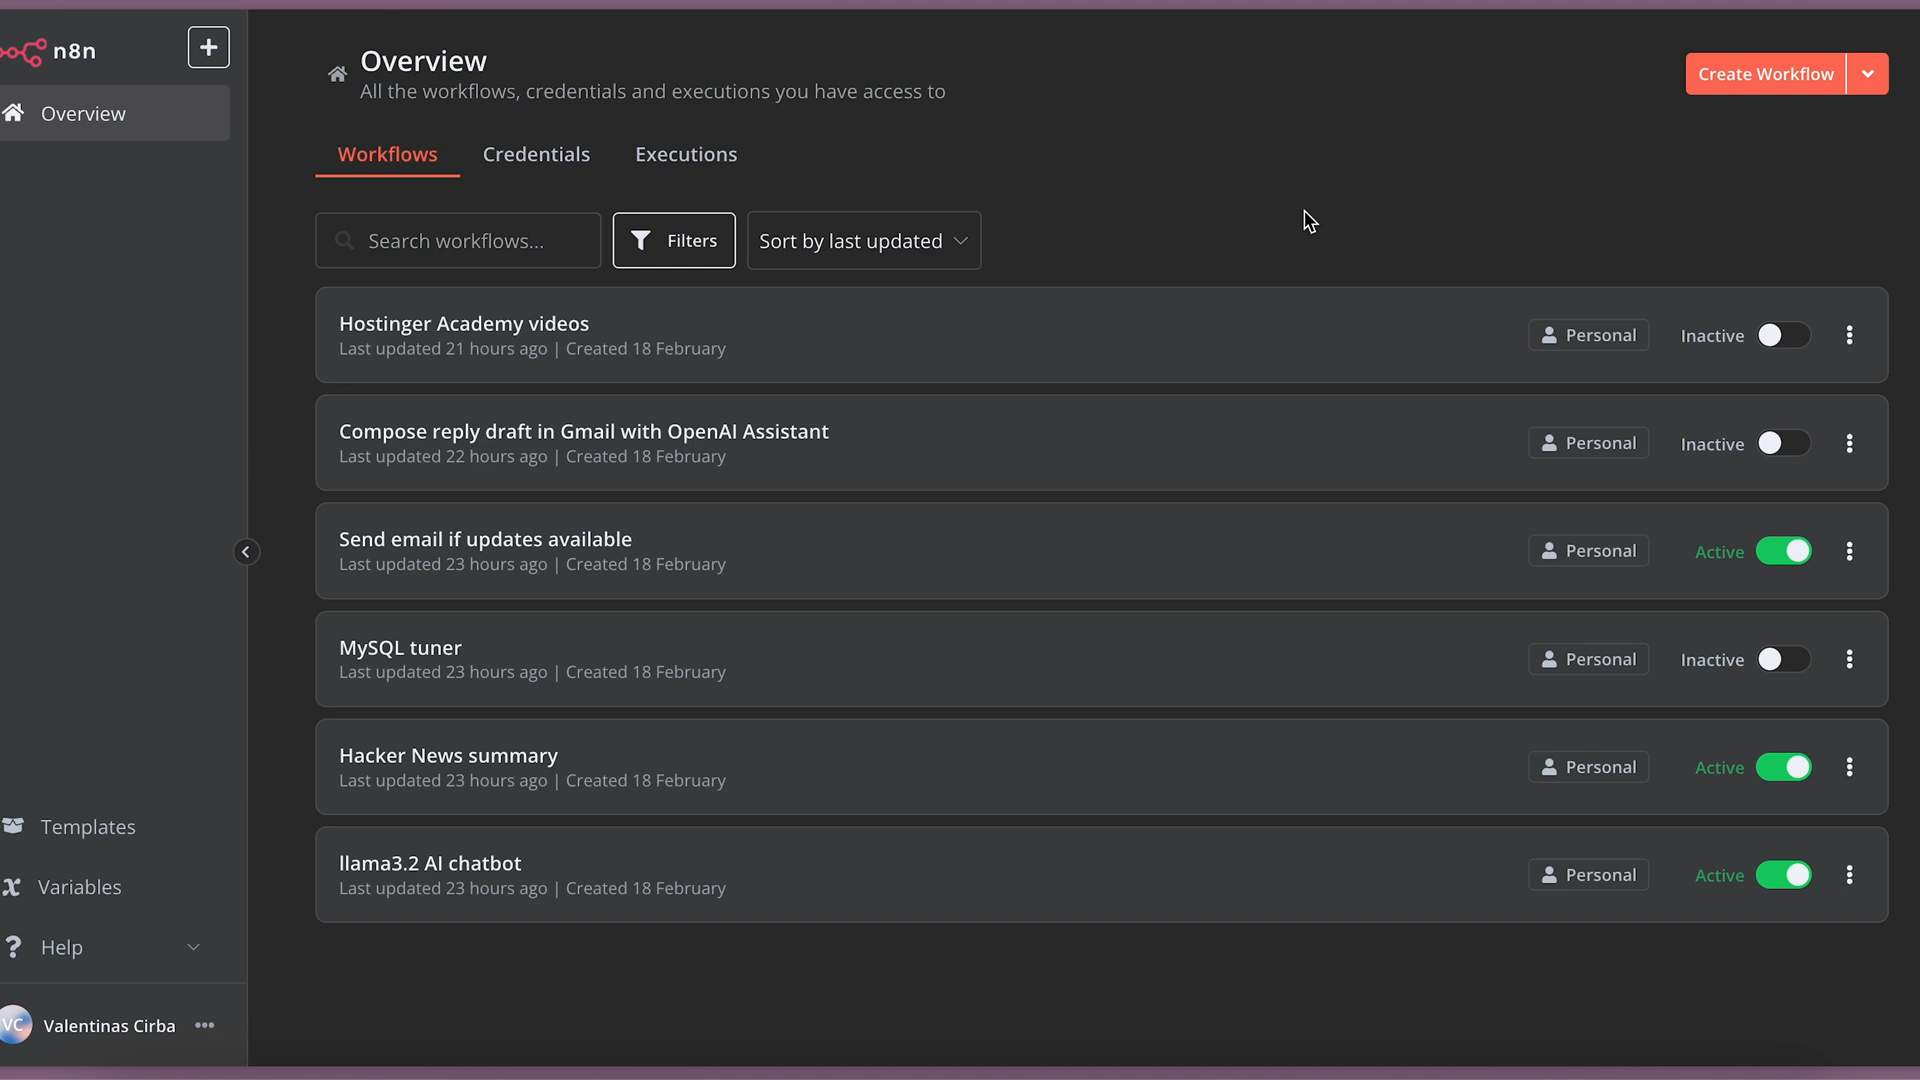 n8n
Overview
Templates
Variables
Help
VC
Valentinas Cirba
Overview
All the workflows, credentials and executions you have access to
Create Workflow
Workflows
Credentials
Executions
Search workflows...
Filters
Sort by last updated
Hostinger Academy videos
Last updated 21 hours ago | Created 18 February
Personal
Inactive
Compose reply draft in Gmail with OpenAI Assistant
Last updated 22 hours ago | Created 18 February
Personal
Inactive
Send email if updates available
Last updated 23 hours ago | Created 18 February
Personal
Active
MySQL tuner
Last updated 23 hours ago | Created 18 February
Personal
Inactive
Hacker News summary
Last updated 23 hours ago | Created 18 February
Personal
Active
llama3.2 AI chatbot
Last updated 23 hours ago | Created 18 February
Personal
Active